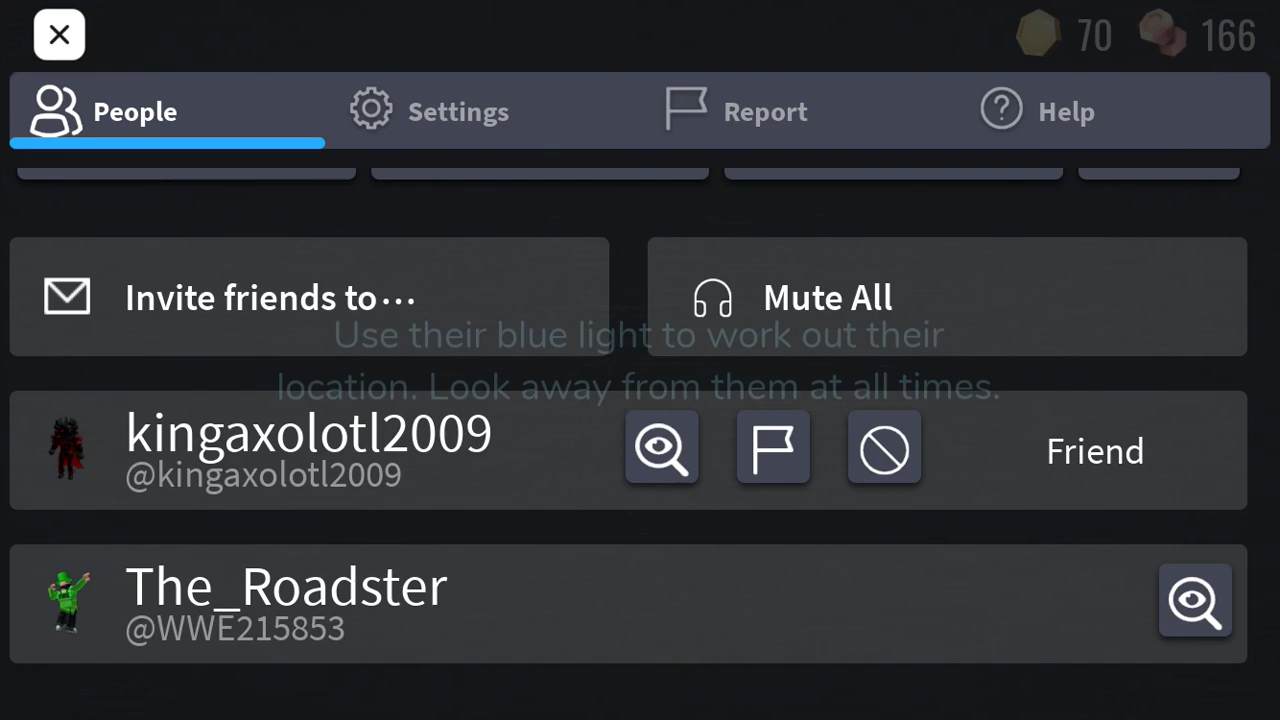 70 166
People Settings Report Help
Invite friends to··· Mute All
Use their blue light to work out their
location. Look away from them at all times.
kingaxolotl2009
@kingaxolotl2009
Friend
The_Roadster
@WWE215853